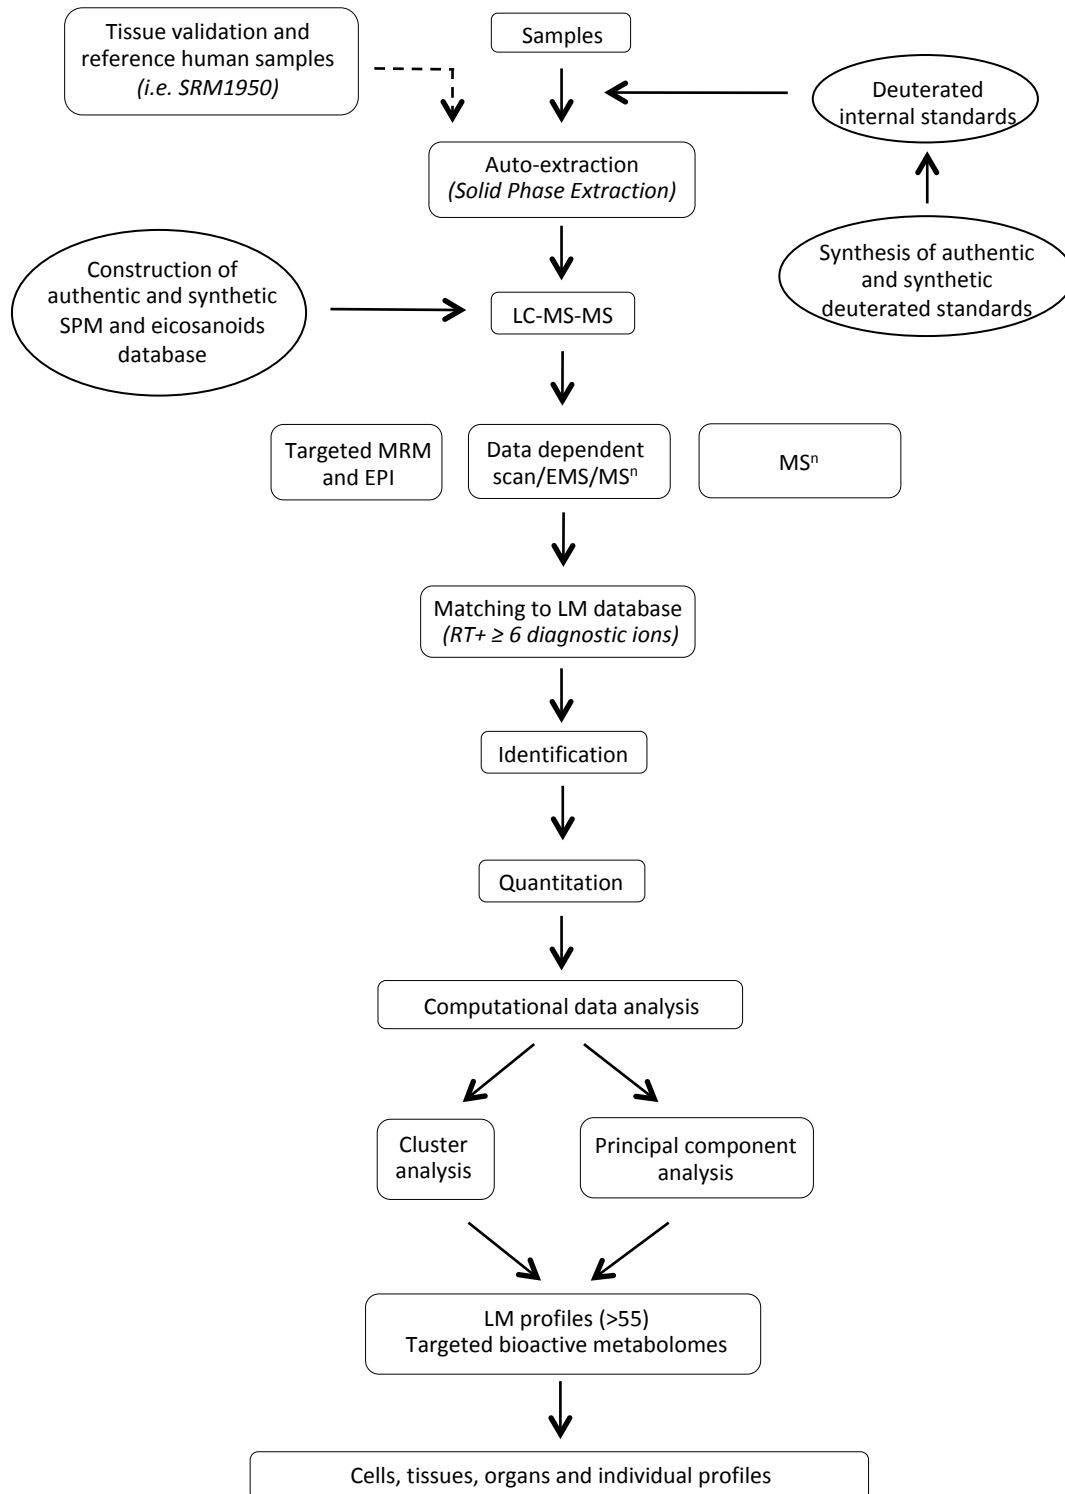 Tissue validation and
reference human samples
(i.e. SRM1950)
Samples
Deuterated
internal standards
Auto-extraction
(Solid Phase Extraction)
Synthesis of authentic
and synthetic
deuterated standards
Construction of
authentic and synthetic
SPM and eicosanoids
database
LC-MS-MS
Targeted MRM
and EPI
Data dependent
scan/EMS/MSⁿ
MSⁿ
Matching to LM database
(RT+ ≥ 6 diagnostic ions)
Identification
Quantitation
Computational data analysis
Cluster
analysis
Principal component
analysis
LM profiles (>55)
Targeted bioactive metabolomes
Cells, tissues, organs and individual profiles